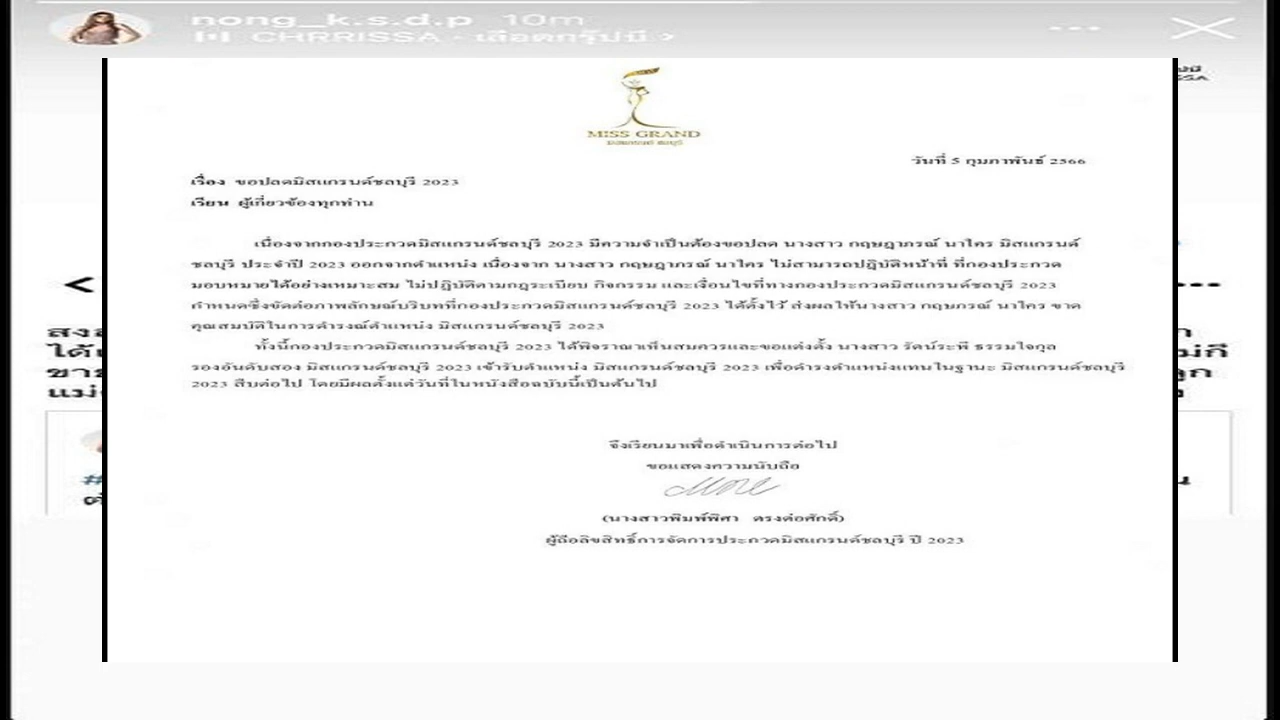 nong_k.s.d.p 10m
CHRRISSA · เลือดกรุ๊ปบี >
MISS GRAND
มิสแกรนด์ ชลบุรี
วันที่ 5 กุมภาพันธ์ 2566
เรื่อง ขอปลดมิสแกรนด์ชลบุรี 2023
เรียน ผู้เกี่ยวข้องทุกท่าน
เนื่องจากกองประกวดมิสแกรนด์ชลบุรี 2023 มีความจำเป็นต้องขอปลด นางสาว กฤษฎาภรณ์ นาไคร มิสแกรนด์
ชลบุรี ประจำปี 2023 ออกจากตำแหน่ง เนื่องจาก นางสาว กฤษฎาภรณ์ นาไคร ไม่สามารถปฏิบัติหน้าที่ ที่กองประกวด
มอบหมายได้อย่างเหมาะสม ไม่ปฏิบัติตามกฎระเบียบ กิจกรรม และเงื่อนไขที่ทางกองประกวดมิสแกรนด์ชลบุรี 2023
กำหนดซึ่งขัดต่อภาพลักษณ์บริบทที่กองประกวดมิสแกรนด์ชลบุรี 2023 ได้ตั้งไว้ ส่งผลให้นางสาว กฤษภรณ์ นาไคร ขาด
คุณสมบัติในการดำรงตำแหน่ง มิสแกรนด์ชลบุรี 2023
ทั้งนี้กองประกวดมิสแกรนด์ชลบุรี 2023 ได้พิจราณาเห็นสมควรและขอแต่งตั้ง นางสาว รัตน์ระพี ธรรมใจกุล
รองอันดับสอง มิสแกรนด์ชลบุรี 2023 เข้ารับตำแหน่ง มิสแกรนด์ชลบุรี 2023 เพื่อดำรงตำแหน่งแทนในฐานะ มิสแกรนด์ชลบุรี
2023 สืบต่อไป โดยมีผลตั้งแต่วันที่ในหนังสือฉบับนี้เป็นต้นไป
จึงเรียนมาเพื่อดำเนินการต่อไป
ขอแสดงความนับถือ
(นางสาวพิมพ์พิศา ตรงต่อศักดิ์)
ผู้ถือลิขสิทธิ์การจัดการประกวดมิสแกรนด์ชลบุรี ปี 2023